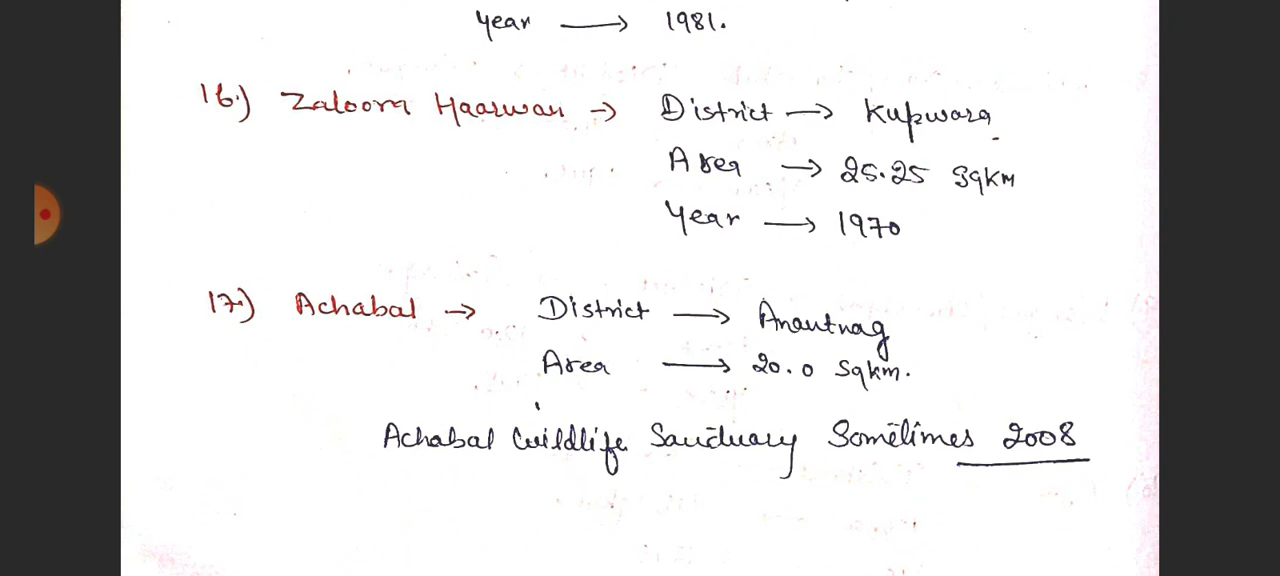 Year → 1981.
16.) Zaloora Haarwan → District → Kupwara
Area → 25.25 Sqkm
Year → 1970
17.) Achabal → District → Anantnag
Area → 20.0 Sqkm.
Achabal Wildlife Sanctuary Sometimes 2008